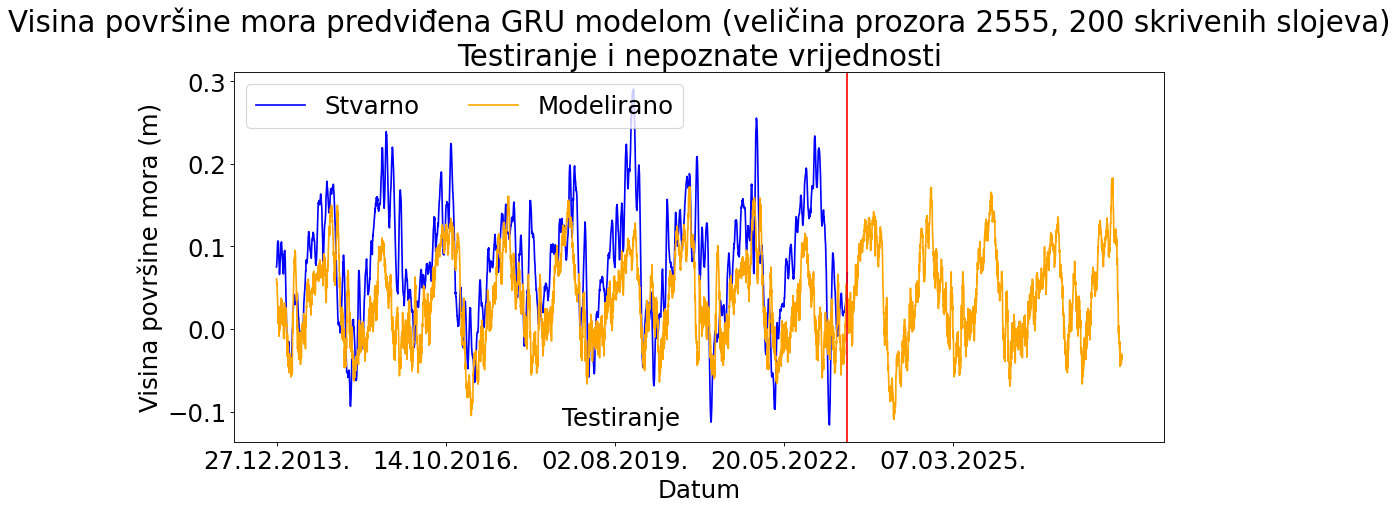 Visina površine mora predviđena GRU modelom (veličina prozora 2555, 200 skrivenih slojeva)
Testiranje i nepoznate vrijednosti
Stvarno
Modelirano
Visina površine mora (m)
0.3
0.2
0.1
0.0
−0.1
Testiranje
27.12.2013.
14.10.2016.
02.08.2019.
20.05.2022.
07.03.2025.
Datum